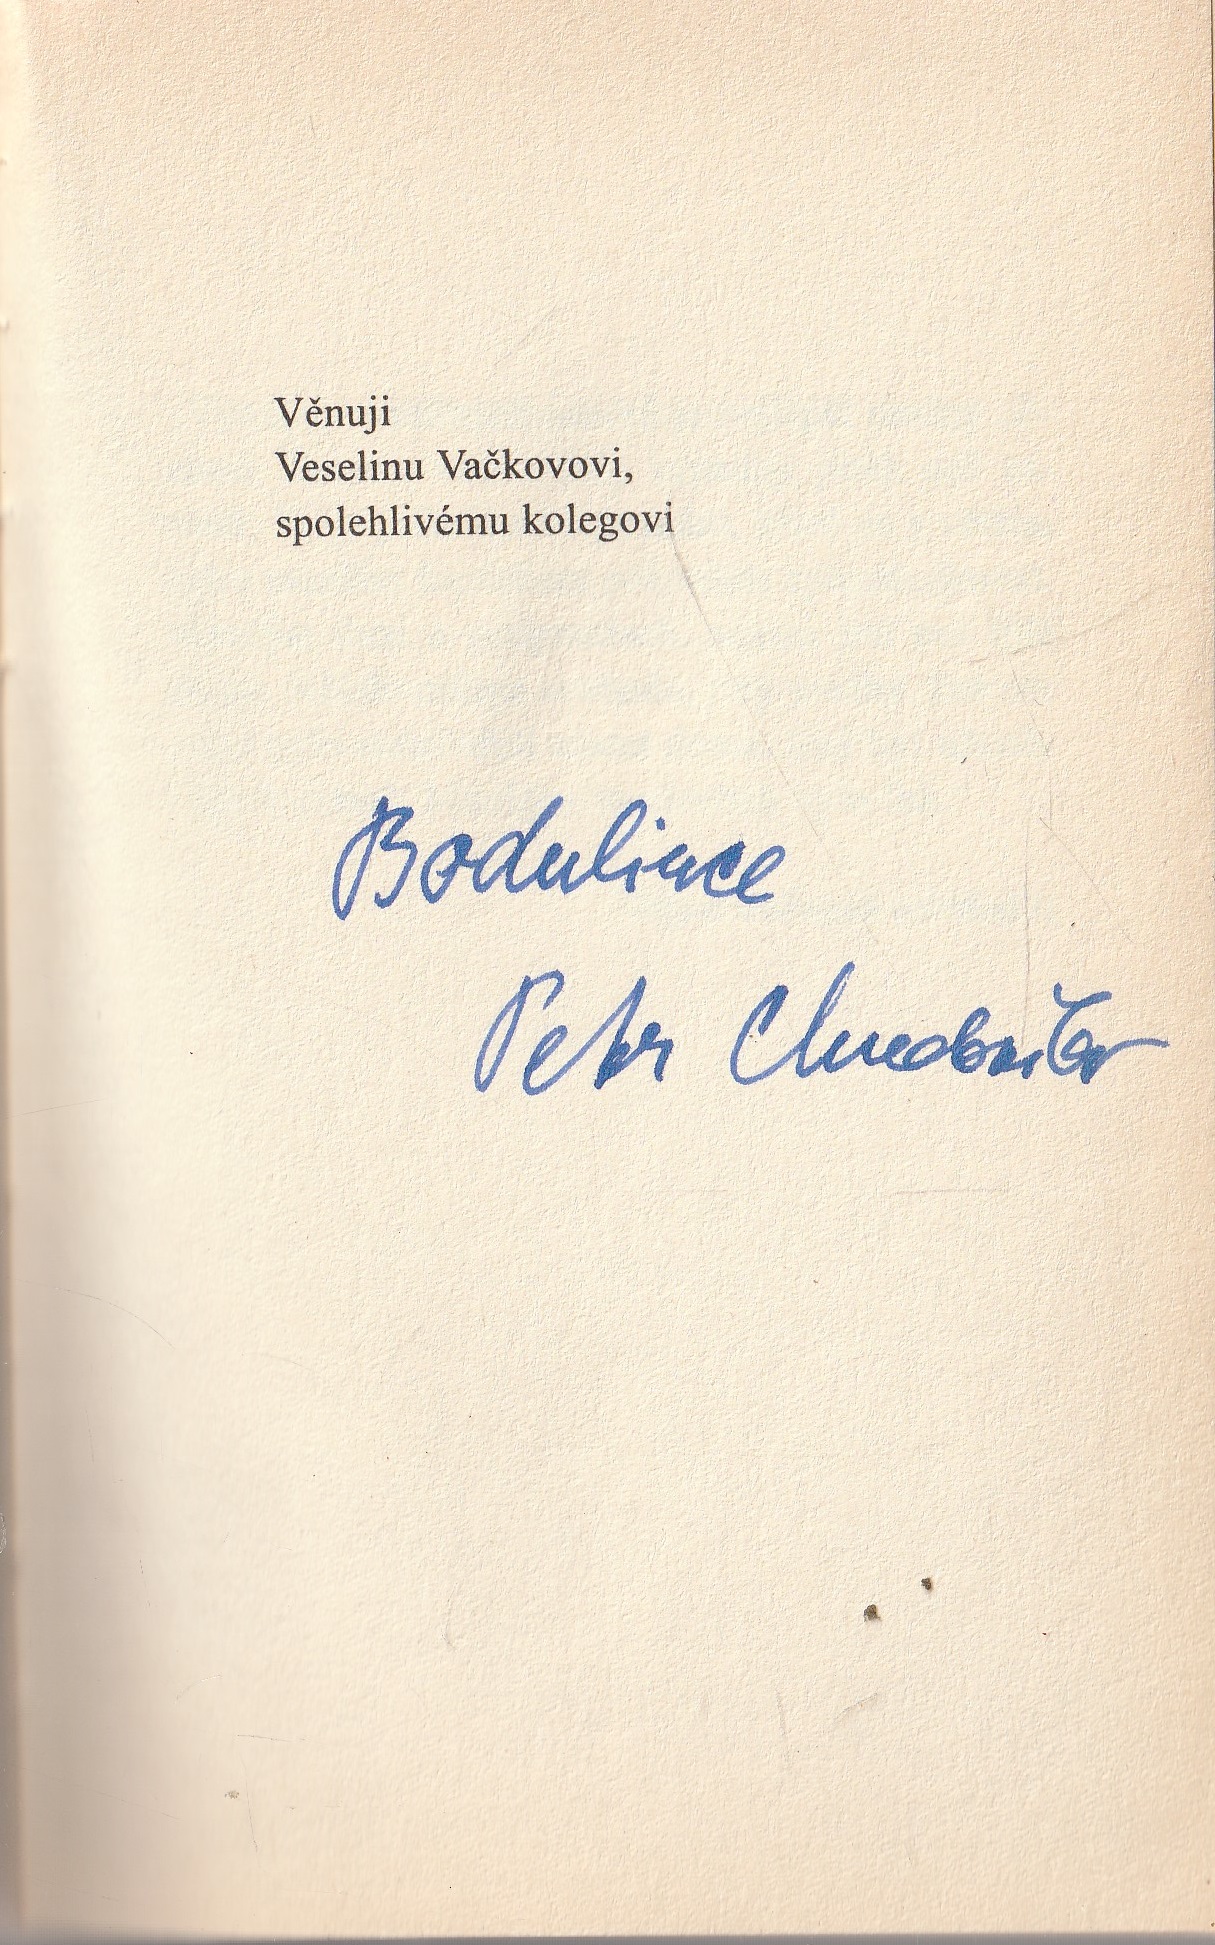 Věnuji
Veselinu Vačkovovi,
spolehlivému kolegovi
Bodulince
Petr